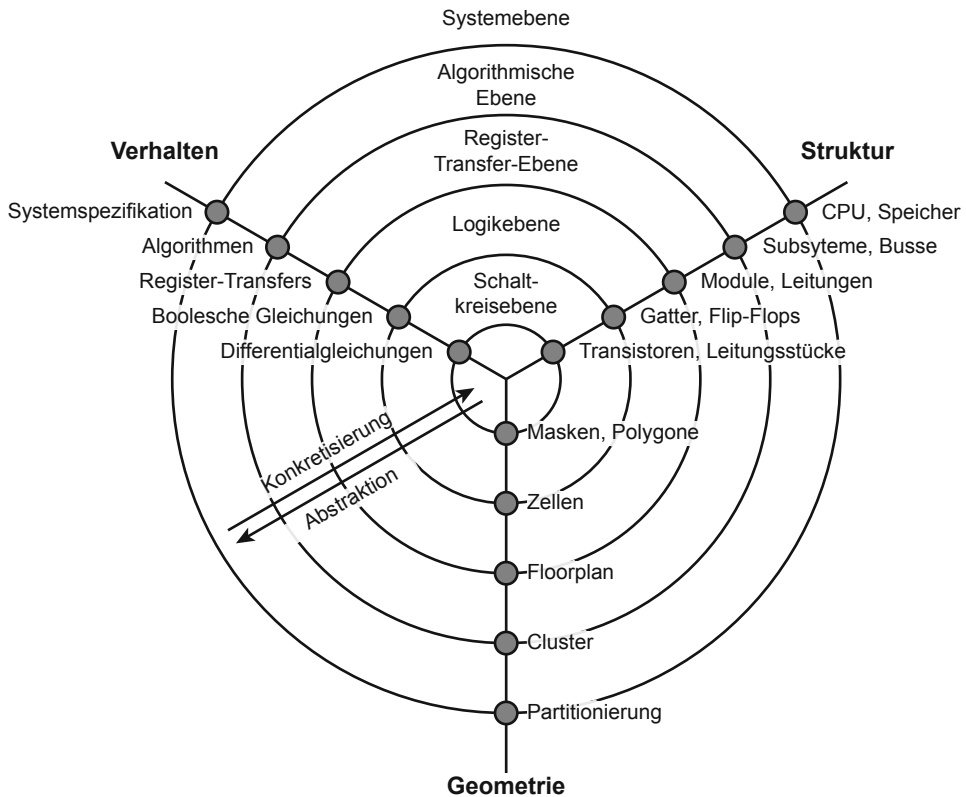 Systemebene
Algorithmische
Ebene
Register-
Transfer-Ebene
Verhalten
Struktur
Systemspezifikation
CPU, Speicher
Logikebene
Algorithmen
Subsyteme, Busse
Register-Transfers
Schalt-
kreisebene
Module, Leitungen
Boolesche Gleichungen
Gatter, Flip-Flops
Differentialgleichungen
Transistoren, Leitungsstücke
Konkretisierung
Abstraktion
Masken, Polygone
Zellen
Floorplan
Cluster
Partitionierung
Geometrie